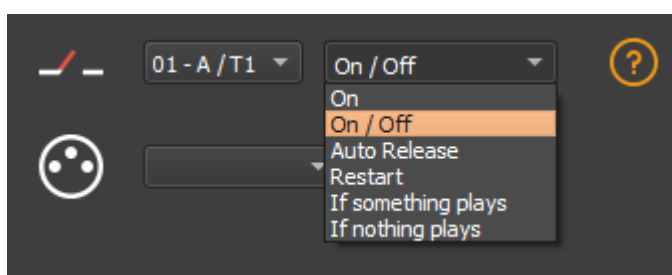 01 - A / T1
On / Off
?
On
On / Off
Auto Release
Restart
If something plays
If nothing plays